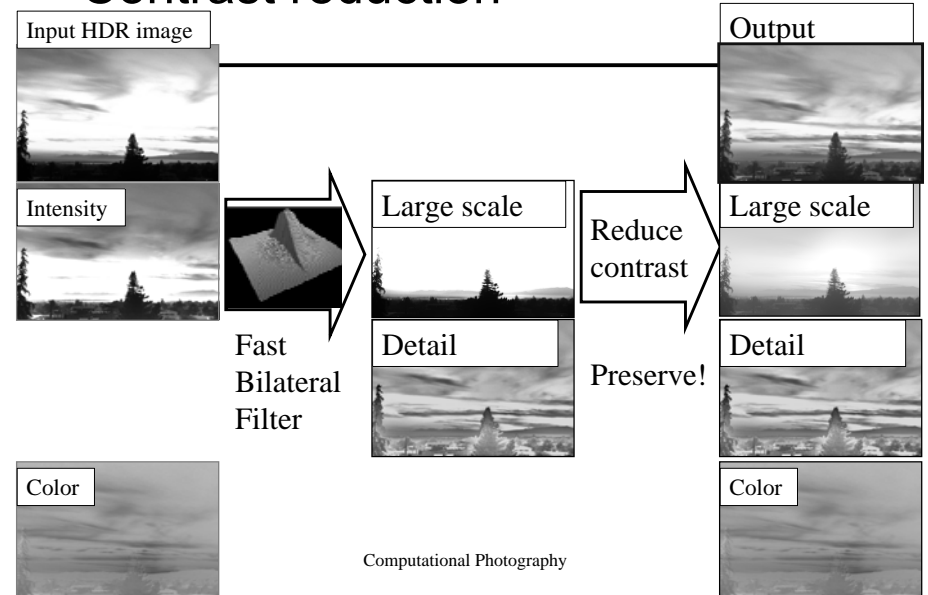 Contrast reduction
Input HDR image
Output
Intensity
Large scale
Reduce
contrast
Large scale
Fast
Bilateral
Filter
Detail
Preserve!
Detail
Color
Color
Computational Photography